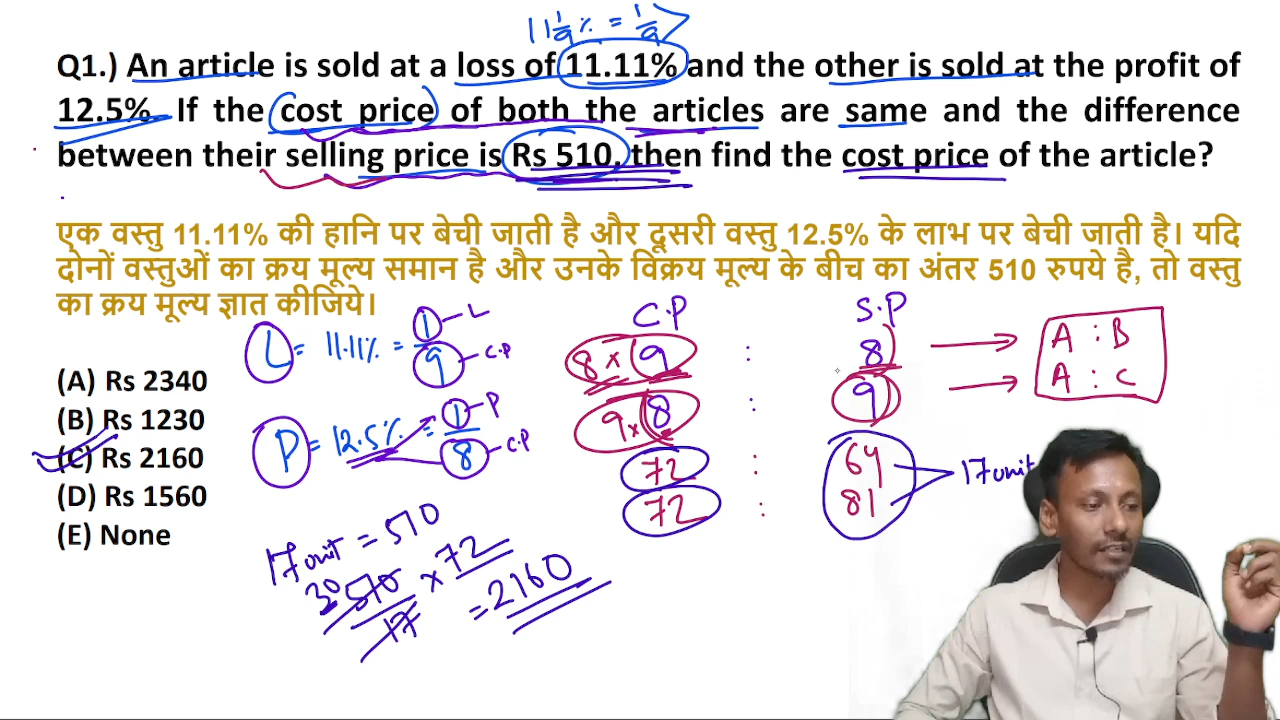 11 1/9 % = 1/9
Q1.) An article is sold at a loss of 11.11% and the other is sold at the profit of
12.5%. If the cost price of both the articles are same and the difference
between their selling price is Rs 510, then find the cost price of the article?
एक वस्तु 11.11% की हानि पर बेची जाती है और दूसरी वस्तु 12.5% के लाभ पर बेची जाती है। यदि
दोनों वस्तुओं का क्रय मूल्य समान है और उनके विक्रय मूल्य के बीच का अंतर 510 रुपये है, तो वस्तु
का क्रय मूल्य ज्ञात कीजिये।
L = 11.11% = 1/9
L
C.P
P = 12.5% = 1/8
P
C.P
C.P S.P
8 × 9 : 8
9 × 8 : 9
72 : 64
72 : 81
17 unit
A : B
A : C
(A) Rs 2340
(B) Rs 1230
(C) Rs 2160
(D) Rs 1560
(E) None
17 unit = 510
30
510/17 × 72
= 2160